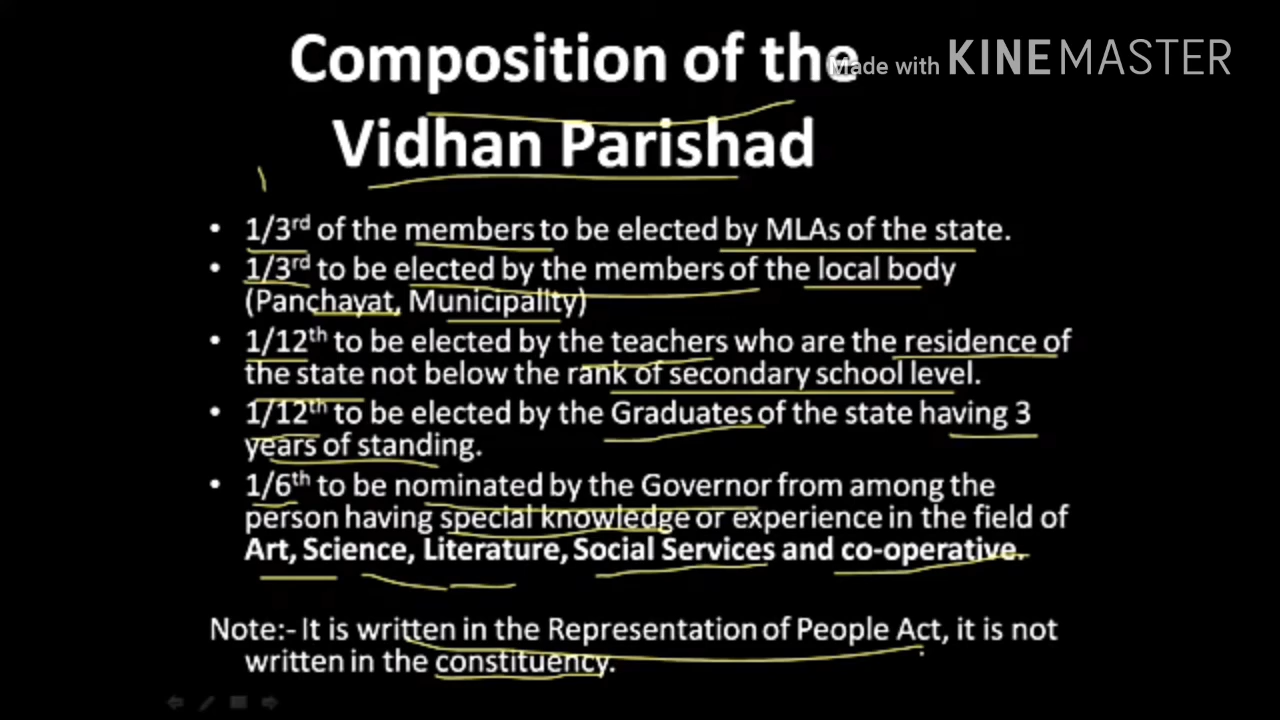 Made with KINEMASTER
Composition of the
Vidhan Parishad
• 1/3rd of the members to be elected by MLAs of the state.
• 1/3rd to be elected by the members of the local body
(Panchayat, Municipality)
• 1/12th to be elected by the teachers who are the residence of
the state not below the rank of secondary school level.
• 1/12th to be elected by the Graduates of the state having 3
years of standing.
• 1/6th to be nominated by the Governor from among the
person having special knowledge or experience in the field of
Art, Science, Literature, Social Services and co-operative.
Note:- It is written in the Representation of People Act, it is not
written in the constituency.